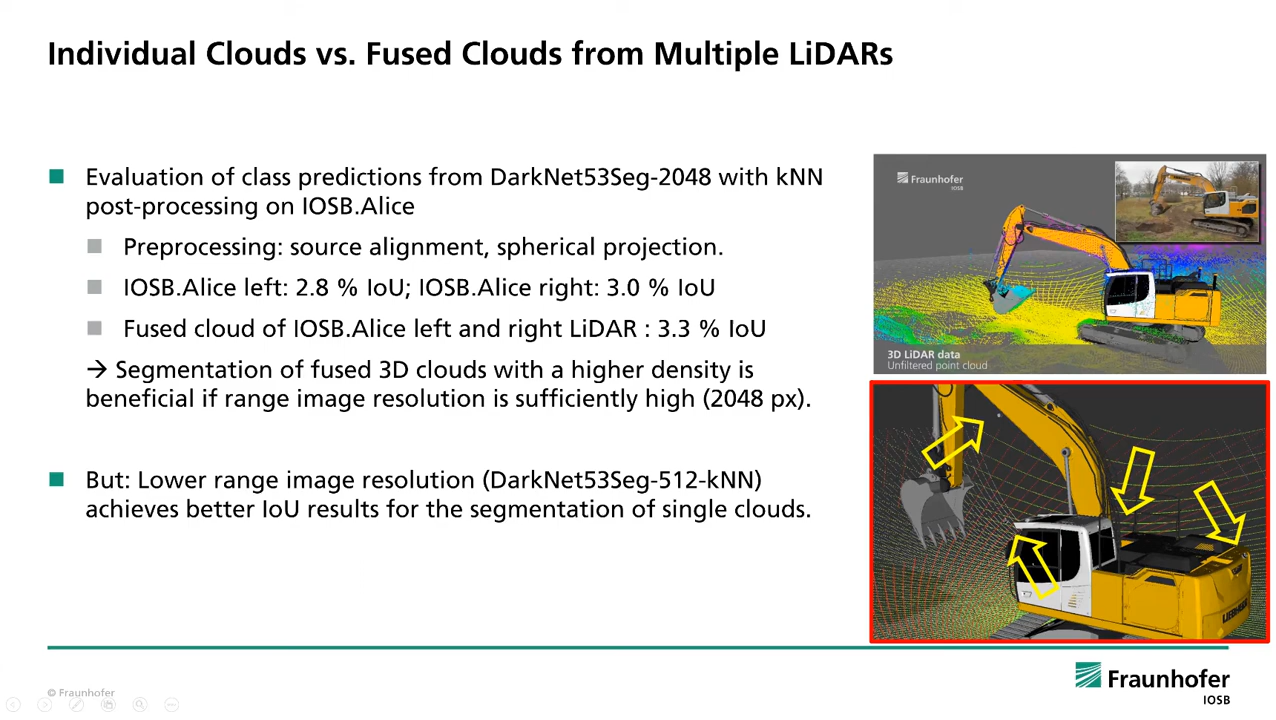 Individual Clouds vs. Fused Clouds from Multiple LiDARs
Evaluation of class predictions from DarkNet53Seg-2048 with kNN
post-processing on IOSB.Alice
Preprocessing: source alignment, spherical projection.
IOSB.Alice left: 2.8 % IoU; IOSB.Alice right: 3.0 % IoU
Fused cloud of IOSB.Alice left and right LiDAR : 3.3 % IoU
→ Segmentation of fused 3D clouds with a higher density is
beneficial if range image resolution is sufficiently high (2048 px).
But: Lower range image resolution (DarkNet53Seg-512-kNN)
achieves better IoU results for the segmentation of single clouds.
Fraunhofer
IOSB
3D LiDAR data
Unfiltered point cloud
LIEBHERR
© Fraunhofer
Fraunhofer
IOSB